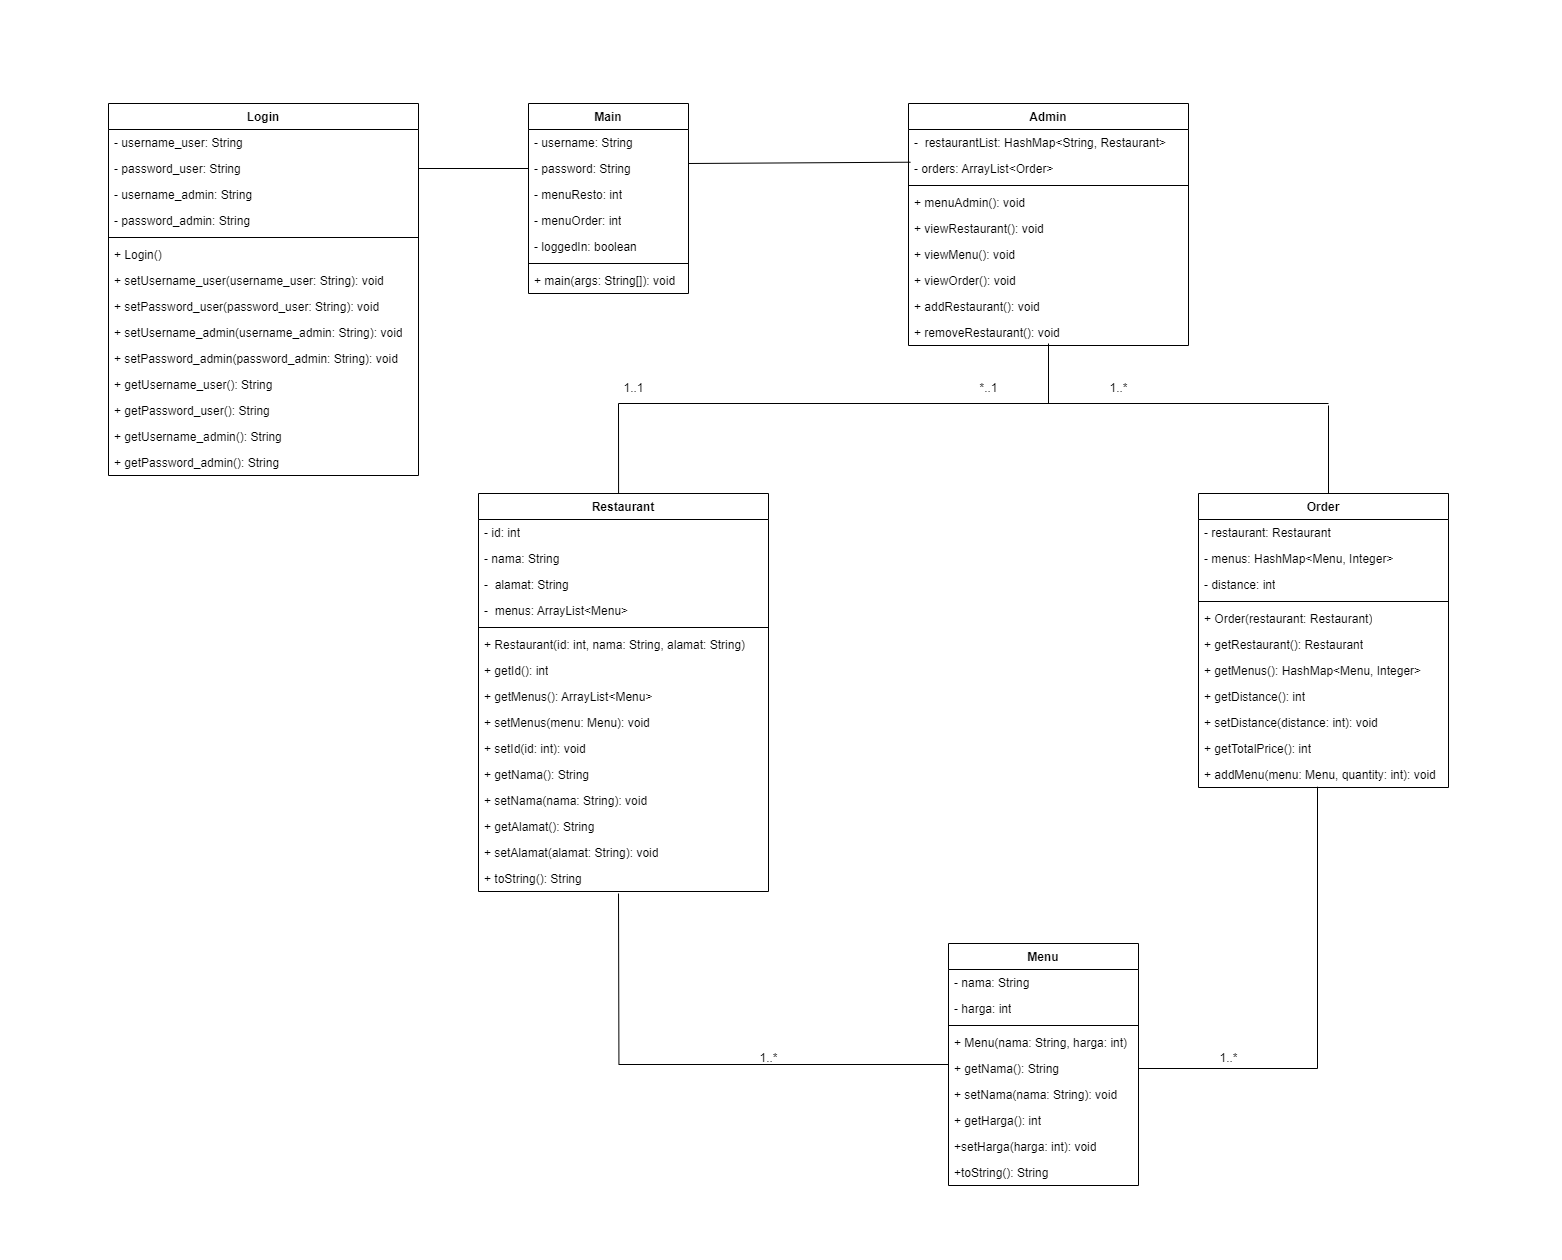 Login
- username_user: String
- password_user: String
- username_admin: String
- password_admin: String
+ Login()
+ setUsername_user(username_user: String): void
+ setPassword_user(password_user: String): void
+ setUsername_admin(username_admin: String): void
+ setPassword_admin(password_admin: String): void
+ getUsername_user(): String
+ getPassword_user(): String
+ getUsername_admin(): String
+ getPassword_admin(): String
Main
- username: String
- password: String
- menuResto: int
- menuOrder: int
- loggedIn: boolean
+ main(args: String[]): void
Admin
-  restaurantList: HashMap<String, Restaurant>
- orders: ArrayList<Order>
+ menuAdmin(): void
+ viewRestaurant(): void
+ viewMenu(): void
+ viewOrder(): void
+ addRestaurant(): void
+ removeRestaurant(): void
1..1
*..1
1..*
Restaurant
- id: int
- nama: String
-  alamat: String
-  menus: ArrayList<Menu>
+ Restaurant(id: int, nama: String, alamat: String)
+ getId(): int
+ getMenus(): ArrayList<Menu>
+ setMenus(menu: Menu): void
+ setId(id: int): void
+ getNama(): String
+ setNama(nama: String): void
+ getAlamat(): String
+ setAlamat(alamat: String): void
+ toString(): String
Order
- restaurant: Restaurant
- menus: HashMap<Menu, Integer>
- distance: int
+ Order(restaurant: Restaurant)
+ getRestaurant(): Restaurant
+ getMenus(): HashMap<Menu, Integer>
+ getDistance(): int
+ setDistance(distance: int): void
+ getTotalPrice(): int
+ addMenu(menu: Menu, quantity: int): void
1..*
Menu
- nama: String
- harga: int
+ Menu(nama: String, harga: int)
+ getNama(): String
+ setNama(nama: String): void
+ getHarga(): int
+setHarga(harga: int): void
+toString(): String
1..*